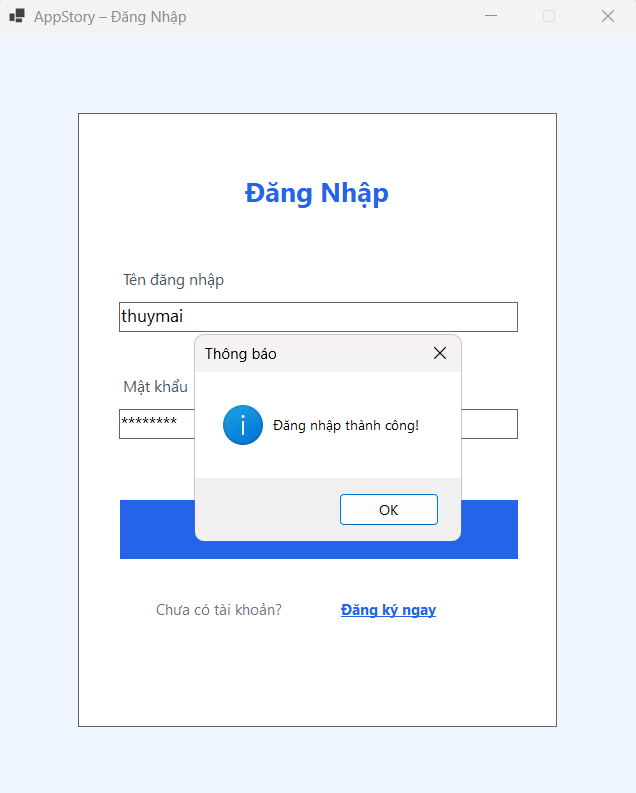 AppStory – Đăng Nhập
Đăng Nhập
Tên đăng nhập
thuymai
Thông báo
Mật khẩu
********
Đăng nhập thành công!
OK
Chưa có tài khoản? Đăng ký ngay